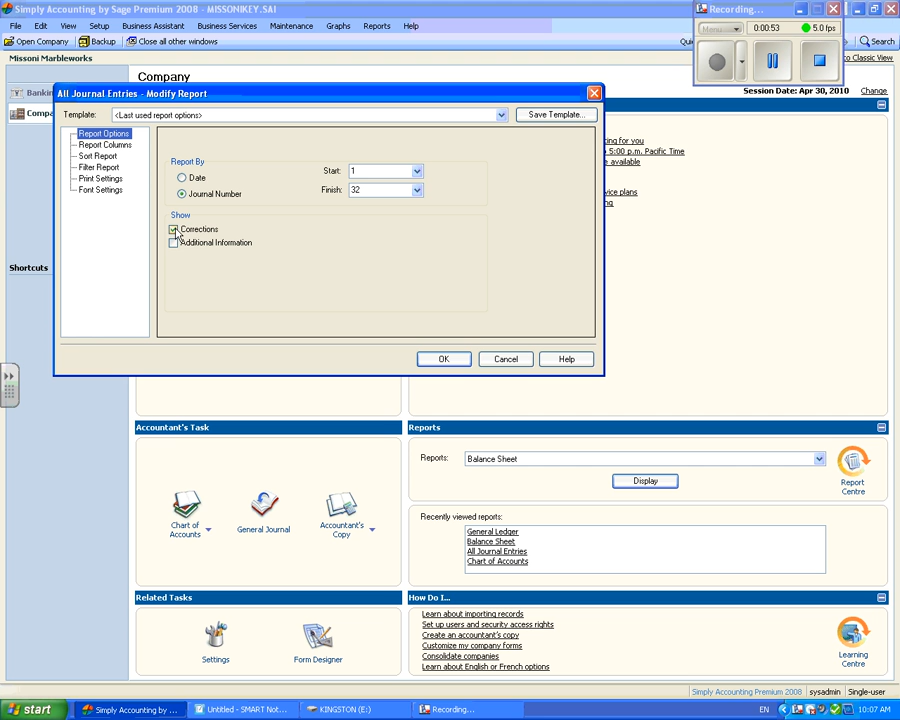 Simply Accounting by Sage Premium 2008 - MISSONIKEY.SAI
Recording...
File Edit View Setup Business Assistant Business Services Maintenance Graphs Reports Help
Menu 0:00:53 5.0 fps
Open Company Backup Close all other windows Search
Missoni Marbleworks
to Classic View
Company
Session Date: Apr 30, 2010 Change
All Journal Entries - Modify Report
Template: <Last used report options> Save Template...
Report Options
Report Columns
Sort Report
Filter Report
Print Settings
Font Settings
Report By
Date
Journal Number
Start: 1
Finish: 32
Show
Corrections
Additional Information
OK Cancel Help
ing for you
5:00 p.m. Pacific Time
available
vice plans
Shortcuts
Accountant's Task
Chart of Accounts
General Journal
Accountant's Copy
Reports
Reports: Balance Sheet
Display
Report Centre
Recently viewed reports:
General Ledger
Balance Sheet
All Journal Entries
Chart of Accounts
Related Tasks
Settings
Form Designer
How Do I...
Learn about importing records
Set up users and security access rights
Create an accountant's copy
Customize my company forms
Consolidate companies
Learn about English or French options
Learning Centre
Simply Accounting Premium 2008 sysadmin Single-user
start Simply Accounting by ... Untitled - SMART Not... KINGSTON (E:) Recording... EN 10:07 AM